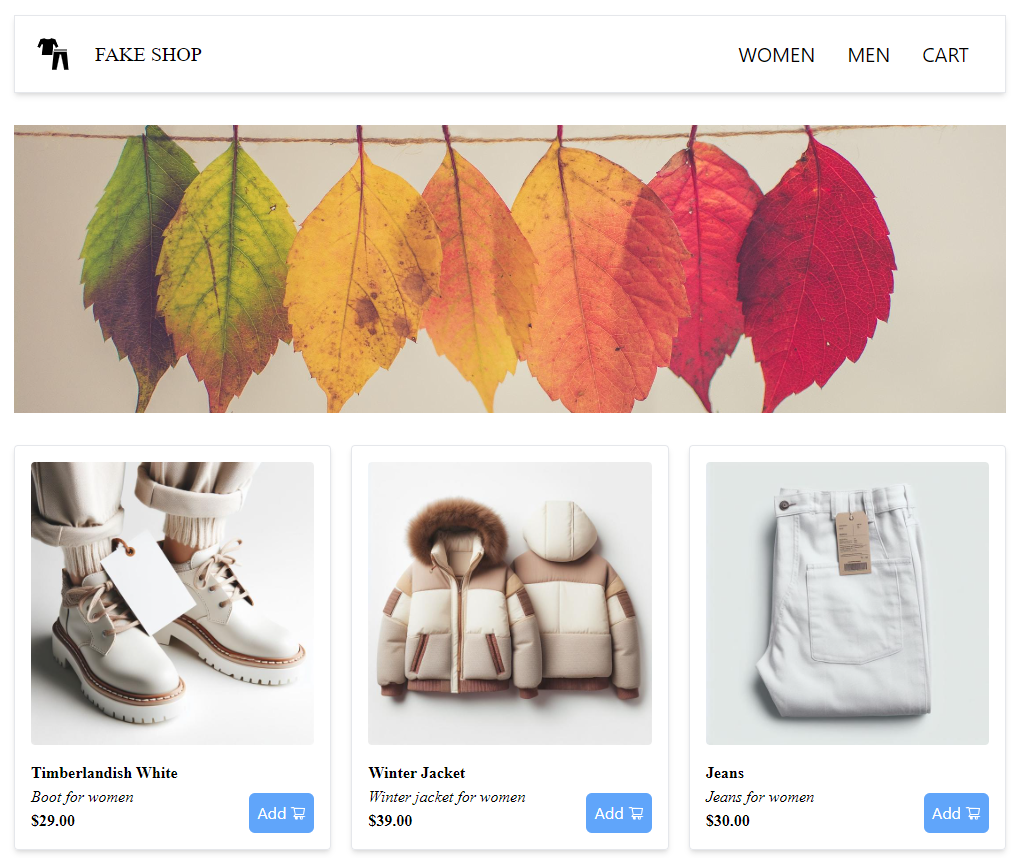 FAKE SHOP
WOMEN
MEN
CART
Timberlandish White
Boot for women
$29.00
Add
Winter Jacket
Winter jacket for women
$39.00
Add
Jeans
Jeans for women
$30.00
Add